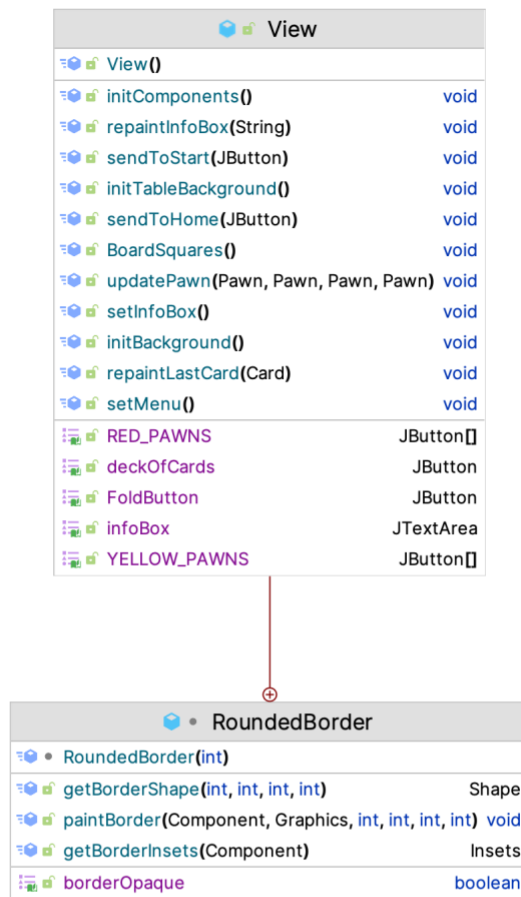 View
View()
initComponents() void
repaintInfoBox(String) void
sendToStart(JButton) void
initTableBackground() void
sendToHome(JButton) void
BoardSquares() void
updatePawn(Pawn, Pawn, Pawn, Pawn) void
setInfoBox() void
initBackground() void
repaintLastCard(Card) void
setMenu() void
RED_PAWNS JButton[]
deckOfCards JButton
FoldButton JButton
infoBox JTextArea
YELLOW_PAWNS JButton[]
RoundedBorder
RoundedBorder(int)
getBorderShape(int, int, int, int) Shape
paintBorder(Component, Graphics, int, int, int, int) void
getBorderInsets(Component) Insets
borderOpaque boolean